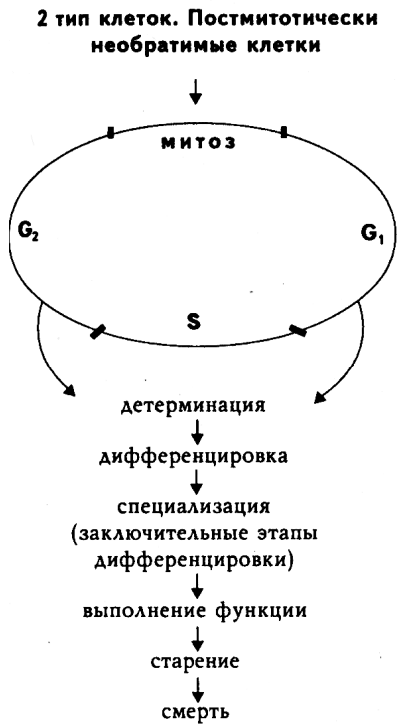 2 тип клеток. Постмитотически
необратимые клетки
митоз
G₂
G₁
S
детерминация
дифференцировка
специализация
(заключительные этапы
дифференцировки)
выполнение функции
старение
смерть